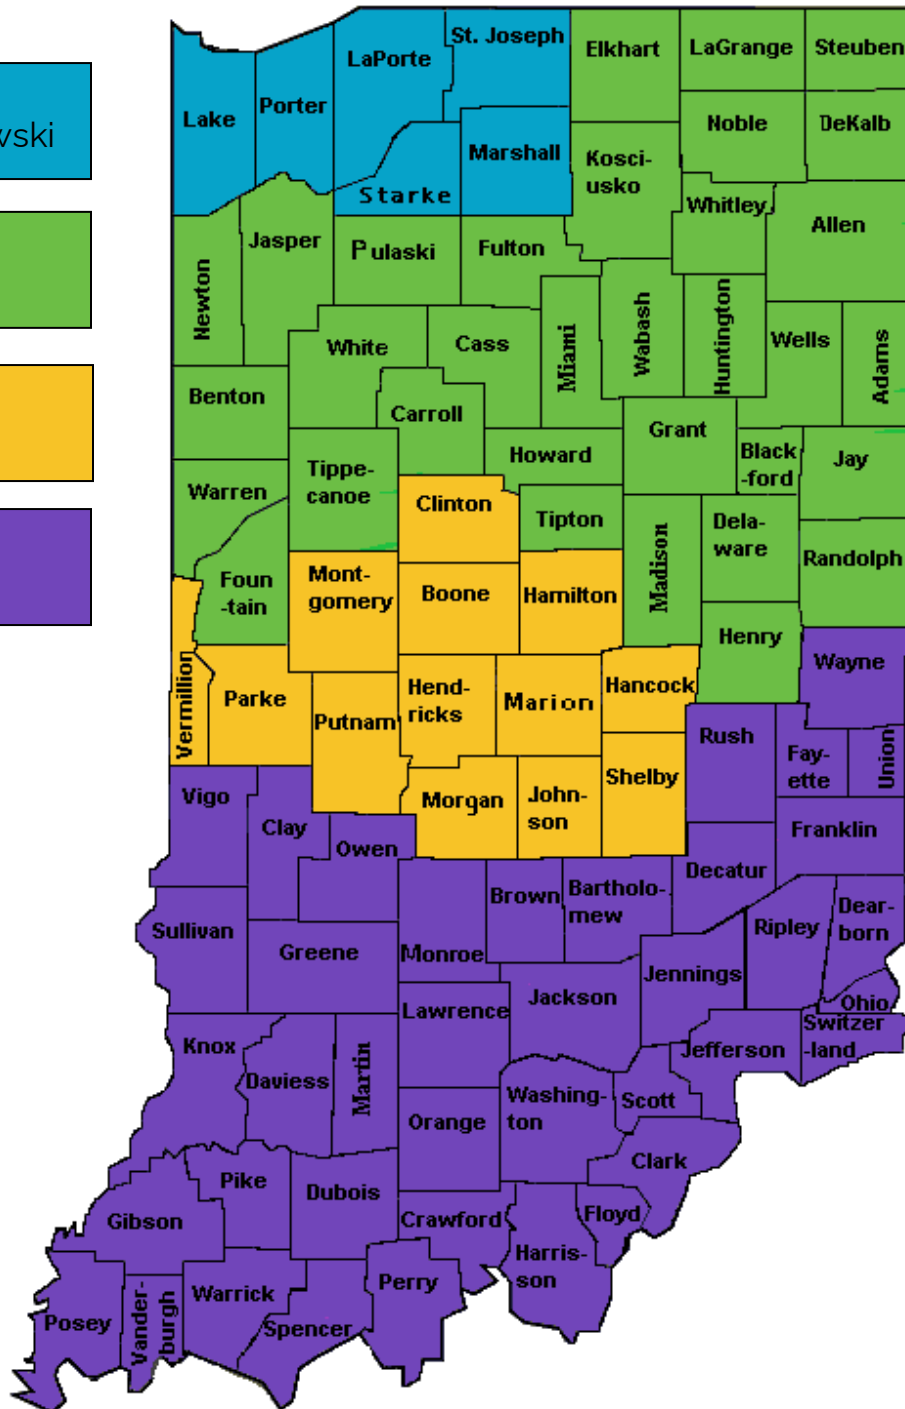 wski
St. Joseph
LaPorte
Elkhart
LaGrange
Steuben
Lake
Porter
Noble
DeKalb
Marshall
Kosci-
usko
Starke
Whitley
Allen
Jasper
Pulaski
Fulton
Newton
White
Cass
Miami
Wabash
Huntington
Wells
Adams
Benton
Carroll
Grant
Howard
Black
-ford
Jay
Tippe-
canoe
Warren
Clinton
Tipton
Madison
Dela-
ware
Randolph
Foun
-tain
Mont-
gomery
Boone
Hamilton
Henry
Vermillion
Parke
Putnam
Hend-
ricks
Marion
Hancock
Wayne
Rush
Fay-
ette
Union
Shelby
Morgan
John-
son
Vigo
Clay
Owen
Franklin
Decatur
Brown
Bartholo-
mew
Sullivan
Greene
Monroe
Ripley
Dear-
born
Jennings
Jackson
Lawrence
Ohio
Switzer
-land
Jefferson
Knox
Daviess
Martin
Orange
Washing-
ton
Scott
Clark
Pike
Dubois
Gibson
Crawford
Floyd
Harris-
son
Perry
Warrick
Spencer
Posey
Vander-
burgh